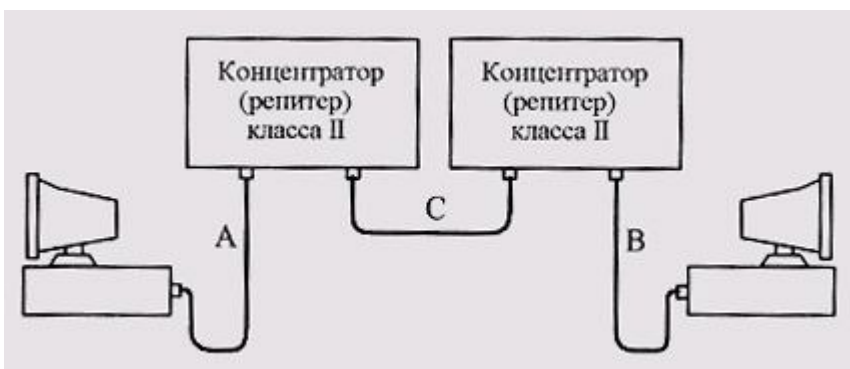 Концентратор
(репитер)
класса II
Концентратор
(репитер)
класса II
A
C
B